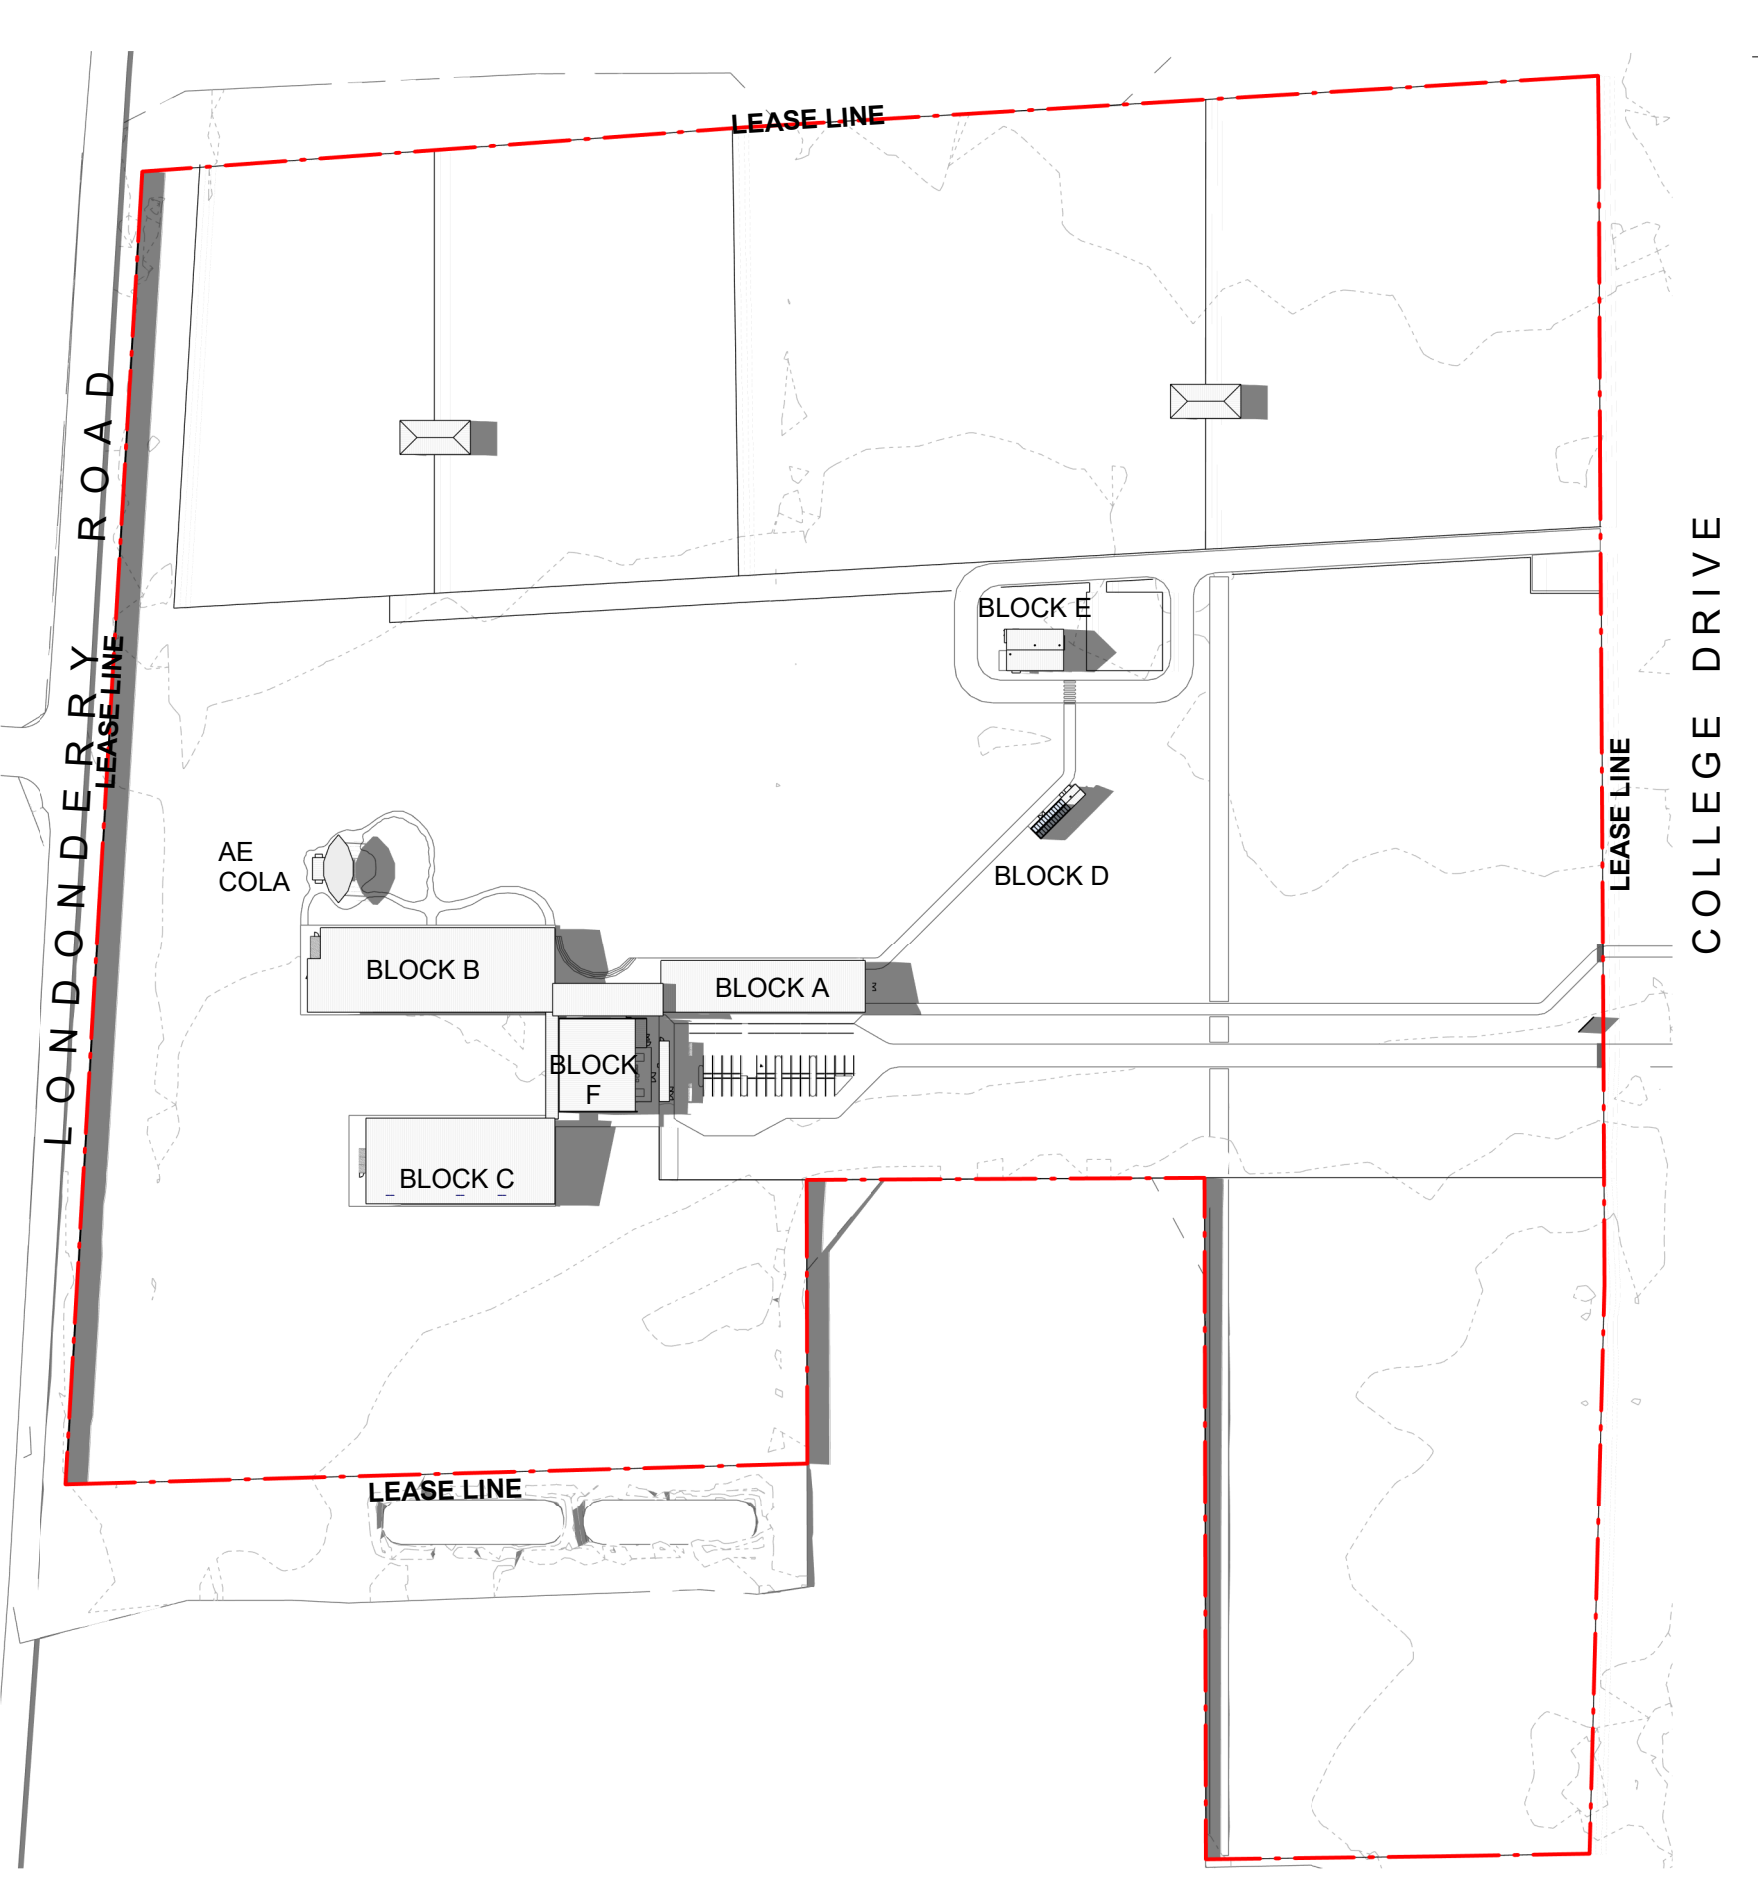 LEASE LINE
LONDONDERRY ROAD
LEASE LINE
BLOCK E
COLLEGE DRIVE
LEASE LINE
AE
COLA
BLOCK D
BLOCK B
BLOCK A
BLOCK
F
BLOCK C
LEASE LINE